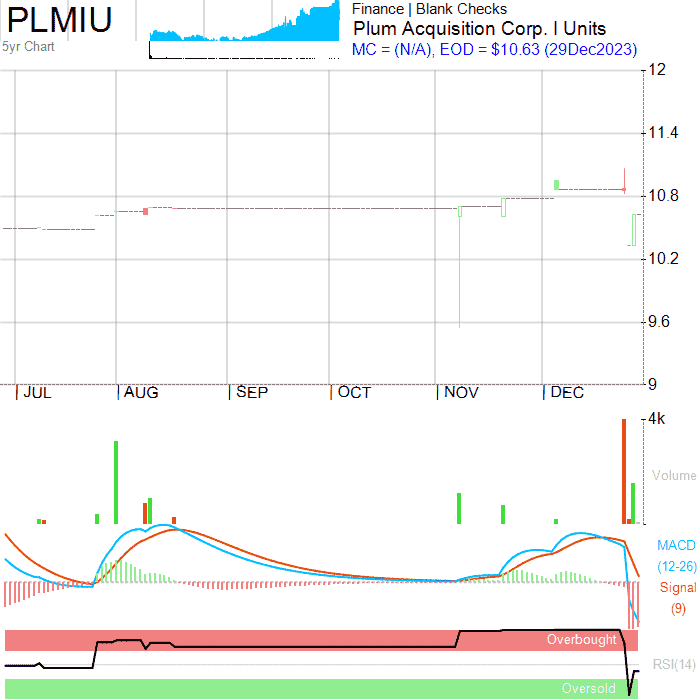 PLMIU
5yr Chart
Finance | Blank Checks
Plum Acquisition Corp. I Units
MC = (N/A), EOD = $10.63 (29Dec2023)
12
11.4
10.8
10.2
9.6
9
| JUL | AUG | SEP | OCT | NOV | DEC
4k
Volume
MACD
(12-26)
Signal
(9)
Overbought
RSI(14)
Oversold